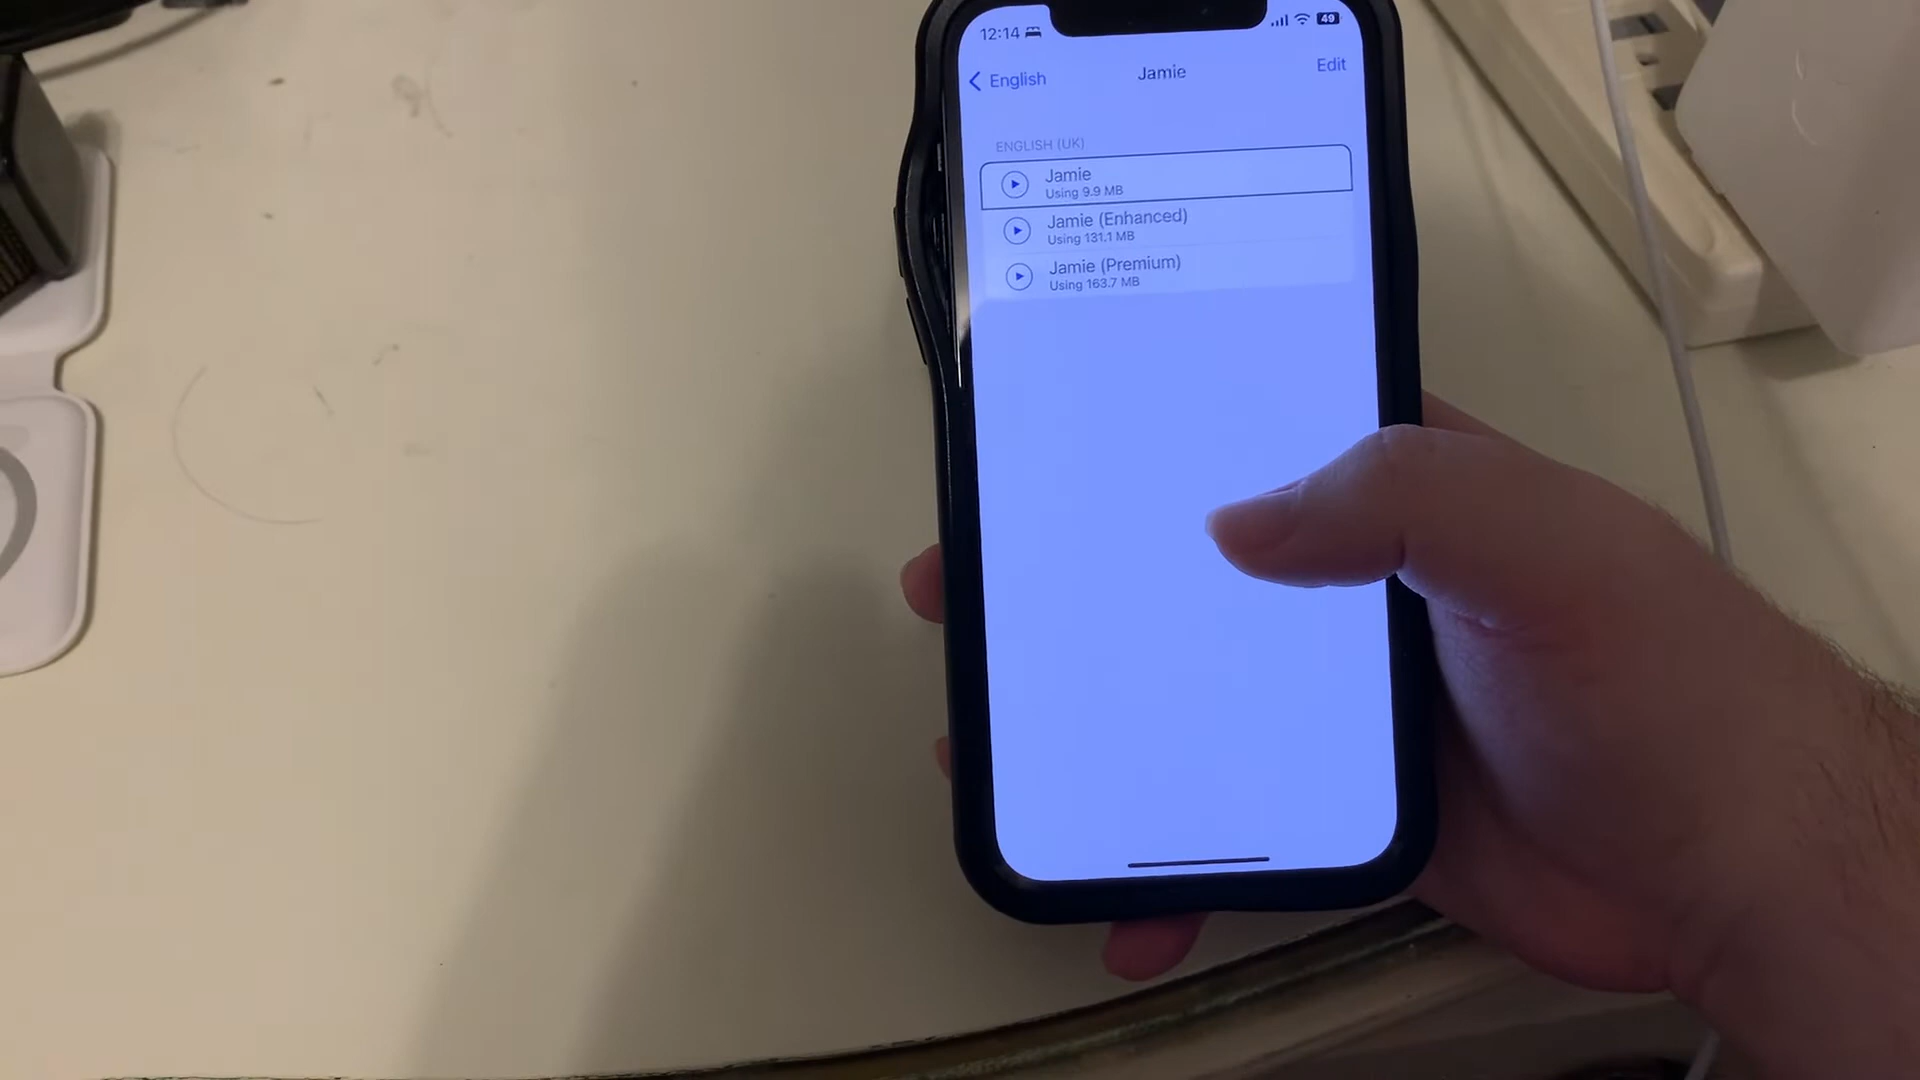 12:14
49
English
Jamie
Edit
ENGLISH (UK)
Jamie
Using 9.9 MB
Jamie (Enhanced)
Using 131.1 MB
Jamie (Premium)
Using 163.7 MB